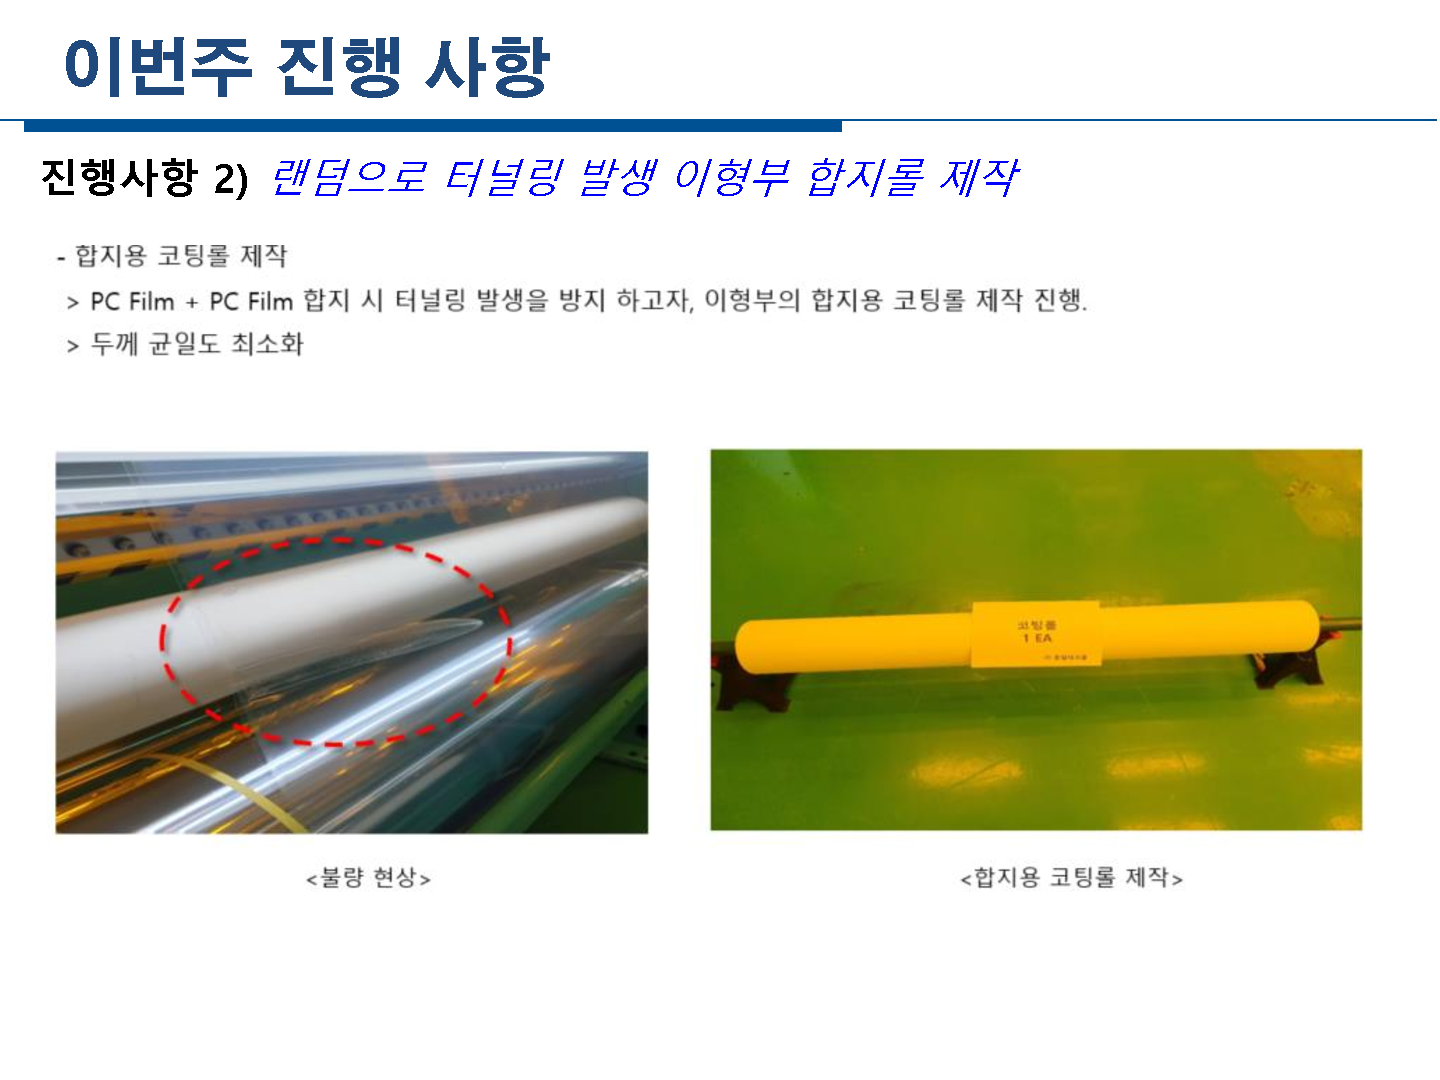 이번주 진행 사항
진행사항 2) 랜덤으로 터널링 발생 이형부 합지롤 제작
- 합지용 코팅롤 제작
> PC Film + PC Film 합지 시 터널링 발생을 방지 하고자, 이형부의 합지용 코팅롤 제작 진행.
> 두께 균일도 최소화
코팅롤
1 EA
<불량 현상>
<합지용 코팅롤 제작>